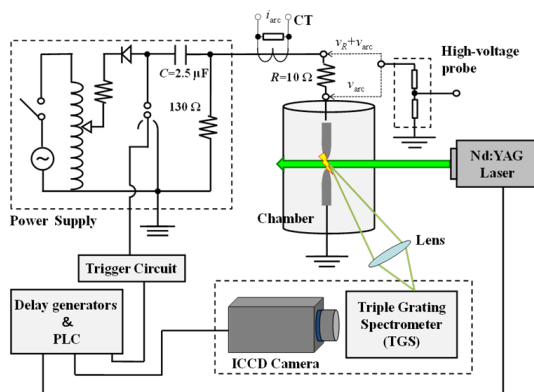 i_arc
CT
v_R+v_arc
High-voltage
probe
C=2.5 μF
R=10 Ω
v_arc
130 Ω
Nd:YAG
Laser
Power Supply
Chamber
Lens
Trigger Circuit
Delay generators
&
PLC
Triple Grating
Spectrometer
(TGS)
ICCD Camera